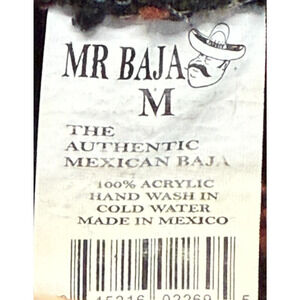 MR BAJA
M
THE
AUTHENTIC
MEXICAN BAJA
100% ACRYLIC
HAND WASH IN
COLD WATER
MADE IN MEXICO